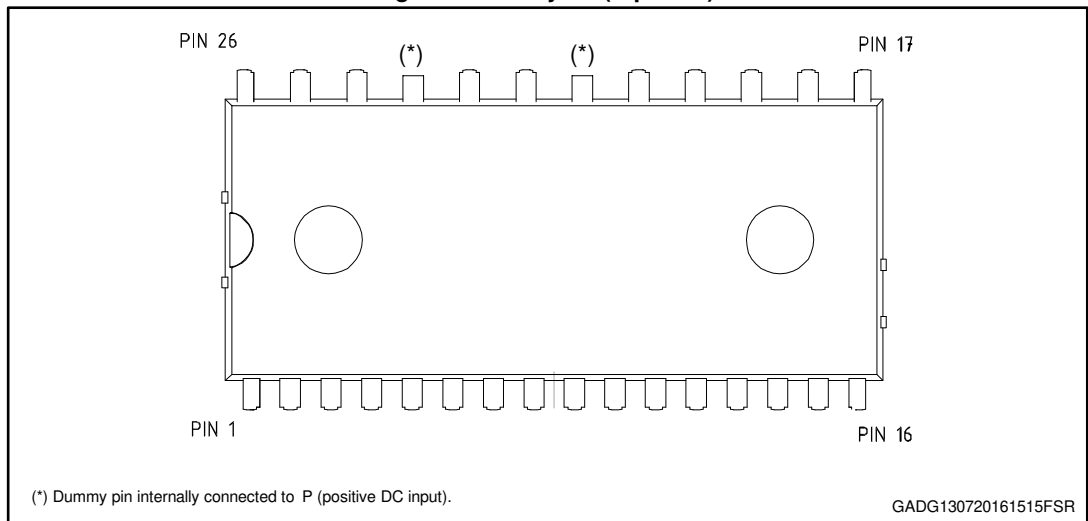 PIN 26
(*)
(*)
PIN 17
PIN 1
PIN 16
(*) Dummy pin internally connected to P (positive DC input).
GADG130720161515FSR